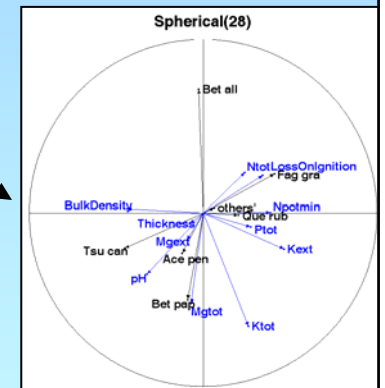 Spherical(28)
Bet all
NtotLossOnIgnition
Fag gra
BulkDensity
'others'
Npotmin
Que rub
Thickness
Ptot
Mgext
Kext
Tsu can
Ace pen
pH
Bet pap
Mgtot
Ktot